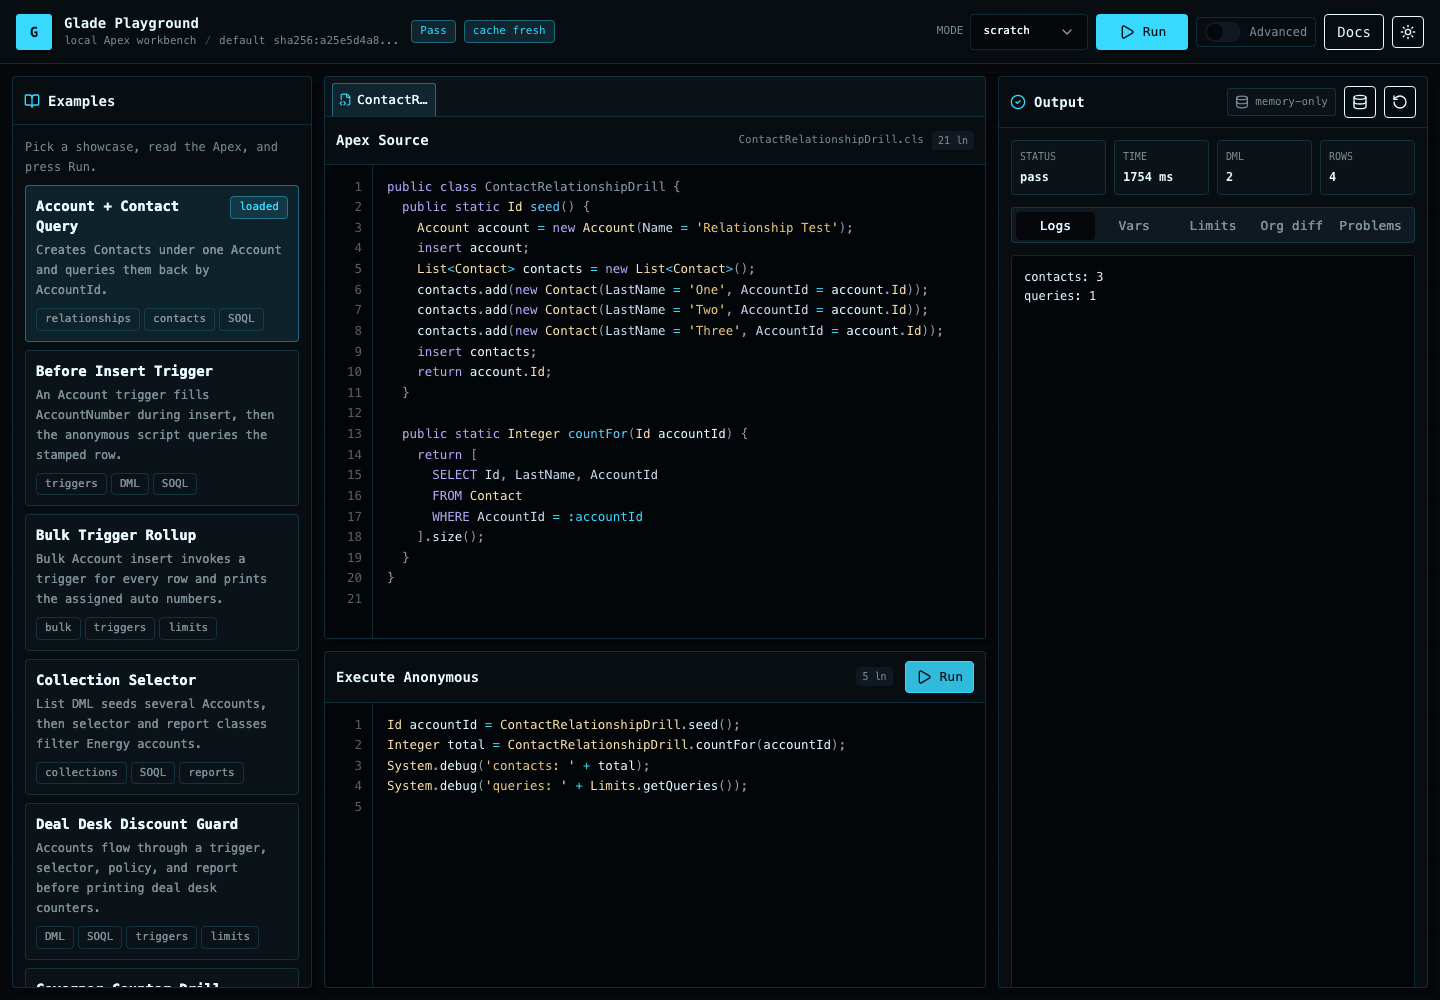 G
Glade Playground
local Apex workbench / default sha256:a25e5d4a8...
Pass
cache fresh
MODE
scratch
Run
Advanced
Docs
Examples
Pick a showcase, read the Apex, and
press Run.
Account + Contact
Query
loaded
Creates Contacts under one Account
and queries them back by
AccountId.
relationships
contacts
SOQL
Before Insert Trigger
An Account trigger fills
AccountNumber during insert, then
the anonymous script queries the
stamped row.
triggers
DML
SOQL
Bulk Trigger Rollup
Bulk Account insert invokes a
trigger for every row and prints
the assigned auto numbers.
bulk
triggers
limits
Collection Selector
List DML seeds several Accounts,
then selector and report classes
filter Energy accounts.
collections
SOQL
reports
Deal Desk Discount Guard
Accounts flow through a trigger,
selector, policy, and report
before printing deal desk
counters.
DML
SOQL
triggers
limits
Governor Counter Drill
ContactR…
Apex Source
ContactRelationshipDrill.cls
21 ln
1 public class ContactRelationshipDrill {
2   public static Id seed() {
3     Account account = new Account(Name = 'Relationship Test');
4     insert account;
5     List<Contact> contacts = new List<Contact>();
6     contacts.add(new Contact(LastName = 'One', AccountId = account.Id));
7     contacts.add(new Contact(LastName = 'Two', AccountId = account.Id));
8     contacts.add(new Contact(LastName = 'Three', AccountId = account.Id));
9     insert contacts;
10     return account.Id;
11   }
12
13   public static Integer countFor(Id accountId) {
14     return [
15       SELECT Id, LastName, AccountId
16       FROM Contact
17       WHERE AccountId = :accountId
18     ].size();
19   }
20 }
21
Execute Anonymous
5 ln
Run
1 Id accountId = ContactRelationshipDrill.seed();
2 Integer total = ContactRelationshipDrill.countFor(accountId);
3 System.debug('contacts: ' + total);
4 System.debug('queries: ' + Limits.getQueries());
5
Output
memory-only
STATUS
pass
TIME
1754 ms
DML
2
ROWS
4
Logs
Vars
Limits
Org diff
Problems
contacts: 3
queries: 1